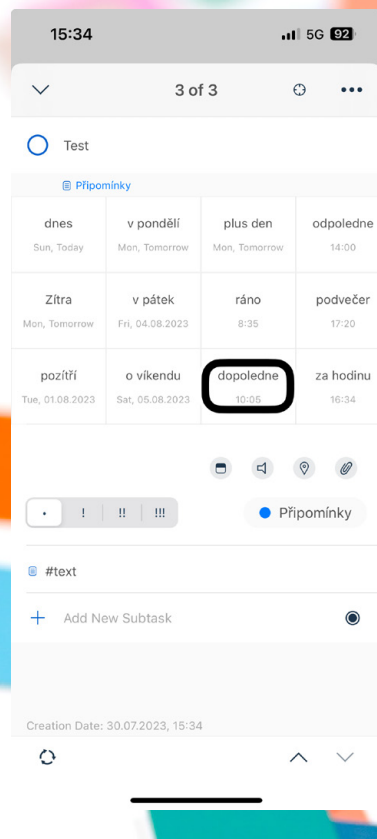 15:34 5G 92
3 of 3
Test
Připomínky
dnes v pondělí plus den odpoledne
Sun, Today Mon, Tomorrow Mon, Tomorrow 14:00
Zítra v pátek ráno podvečer
Mon, Tomorrow Fri, 04.08.2023 8:35 17:20
pozítří o víkendu dopoledne za hodinu
Tue, 01.08.2023 Sat, 05.08.2023 10:05 16:34
! !! !!! Připomínky
#text
Add New Subtask
Creation Date: 30.07.2023, 15:34